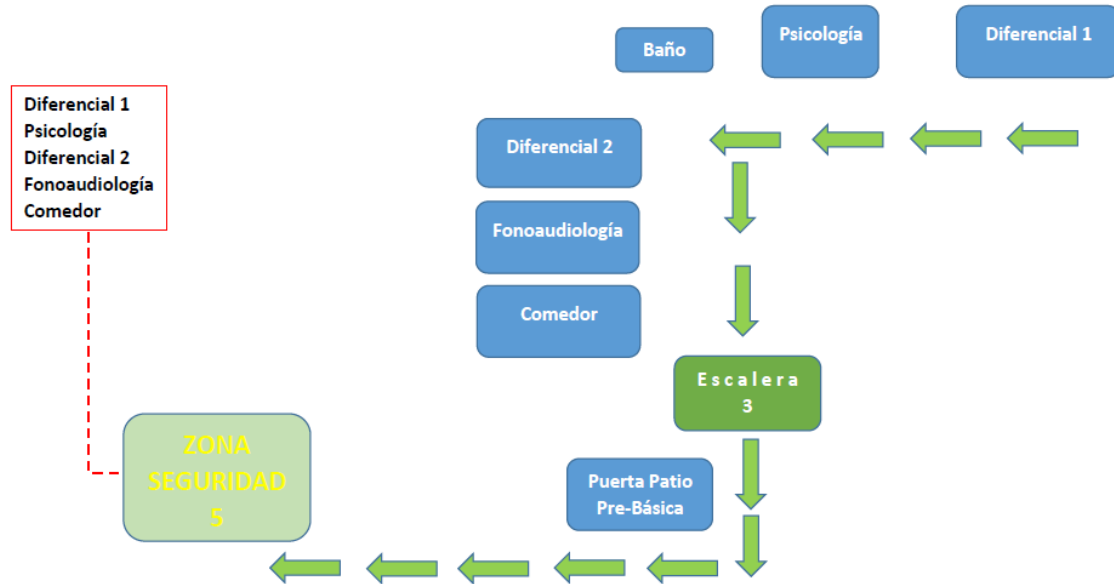 Baño
Psicología
Diferencial 1
Diferencial 1
Psicología
Diferencial 2
Fonoaudiología
Comedor
Diferencial 2
Fonoaudiología
Comedor
Escalera
3
ZONA
SEGURIDAD
5
Puerta Patio
Pre-Básica